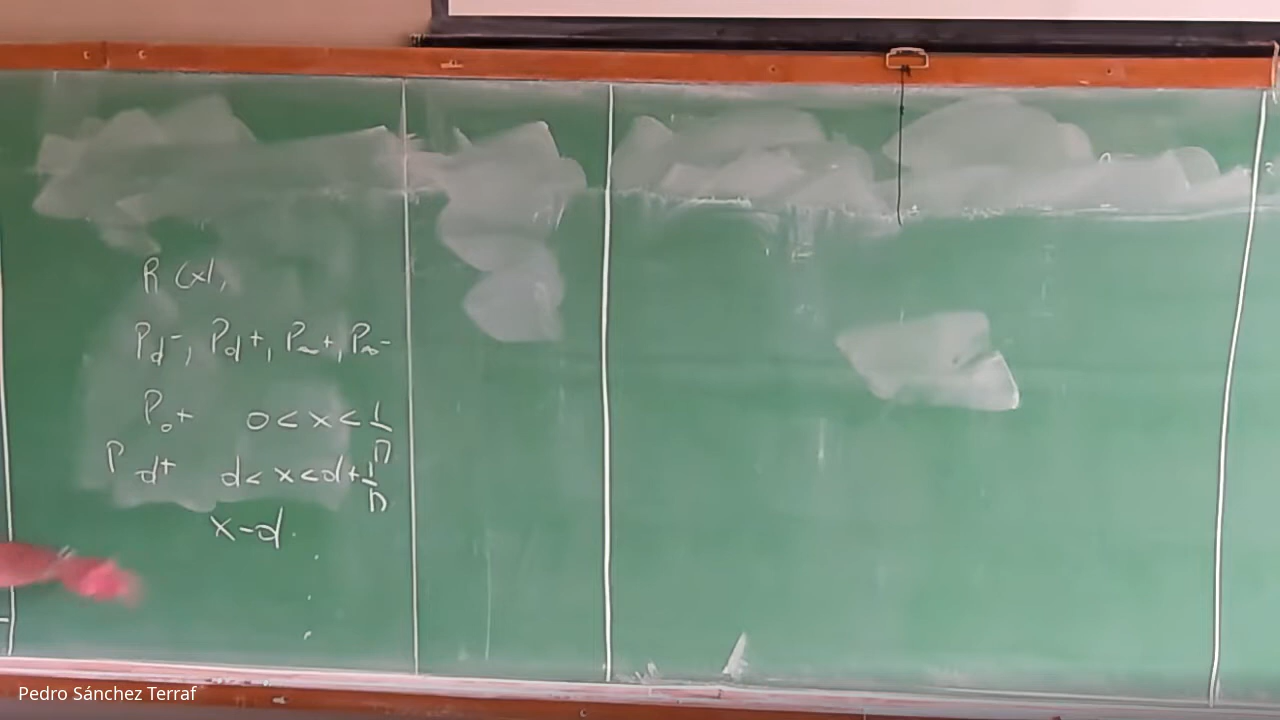 R(x),
P_d-, P_d+, P_∞+, P_∞-
P_0+ 0 < x < 1/n
P_d+ d < x < d + 1/n
x - d.
Pedro Sánchez Terraf